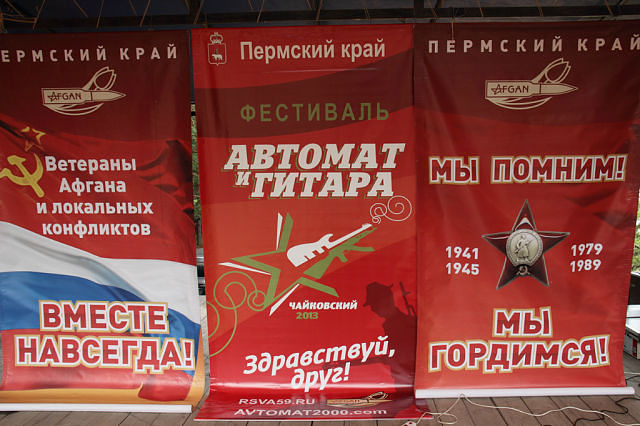 ПЕРМСКИЙ КРАЙ
AFGAN
Ветераны
Афгана
и локальных
конфликтов
ВМЕСТЕ
НАВСЕГДА!
Пермский край
ФЕСТИВАЛЬ
АВТОМАТ
И ГИТАРА
ЧАЙКОВСКИЙ
2013
Здравствуй,
друг!
RSVA59.RU
AVTOMAT2000.com
ПЕРМСКИЙ КРАЙ
AFGAN
МЫ ПОМНИМ!
1941 1979
1945 1989
МЫ
ГОРДИМСЯ!